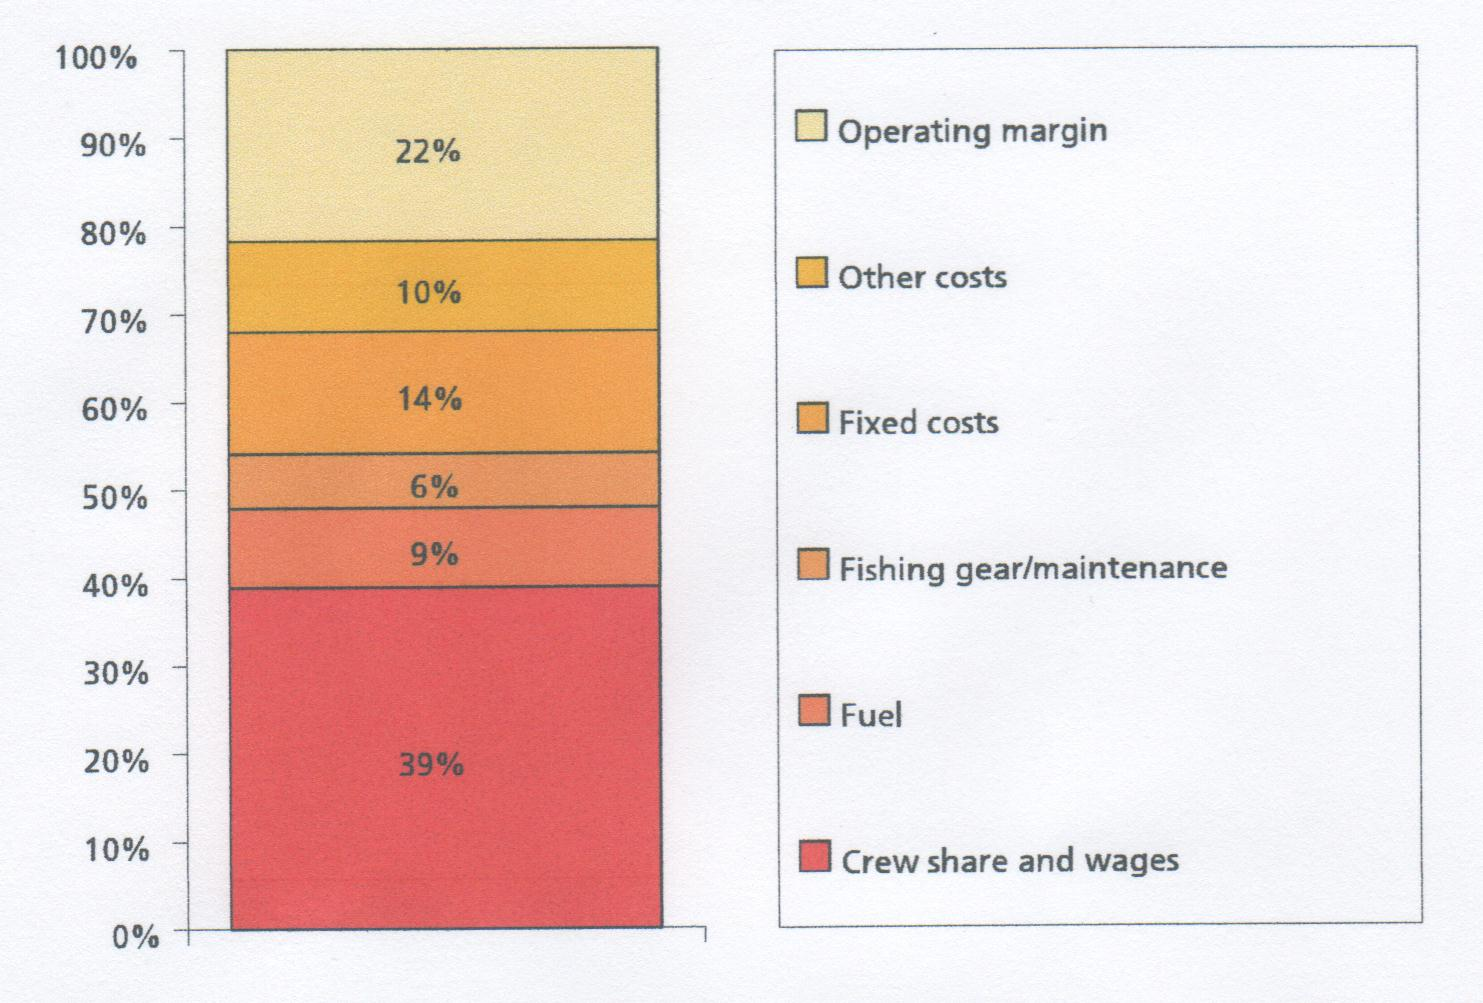 100%
90%
80%
70%
60%
50%
40%
30%
20%
10%
0%
22%
10%
14%
6%
9%
39%
Operating margin
Other costs
Fixed costs
Fishing gear/maintenance
Fuel
Crew share and wages